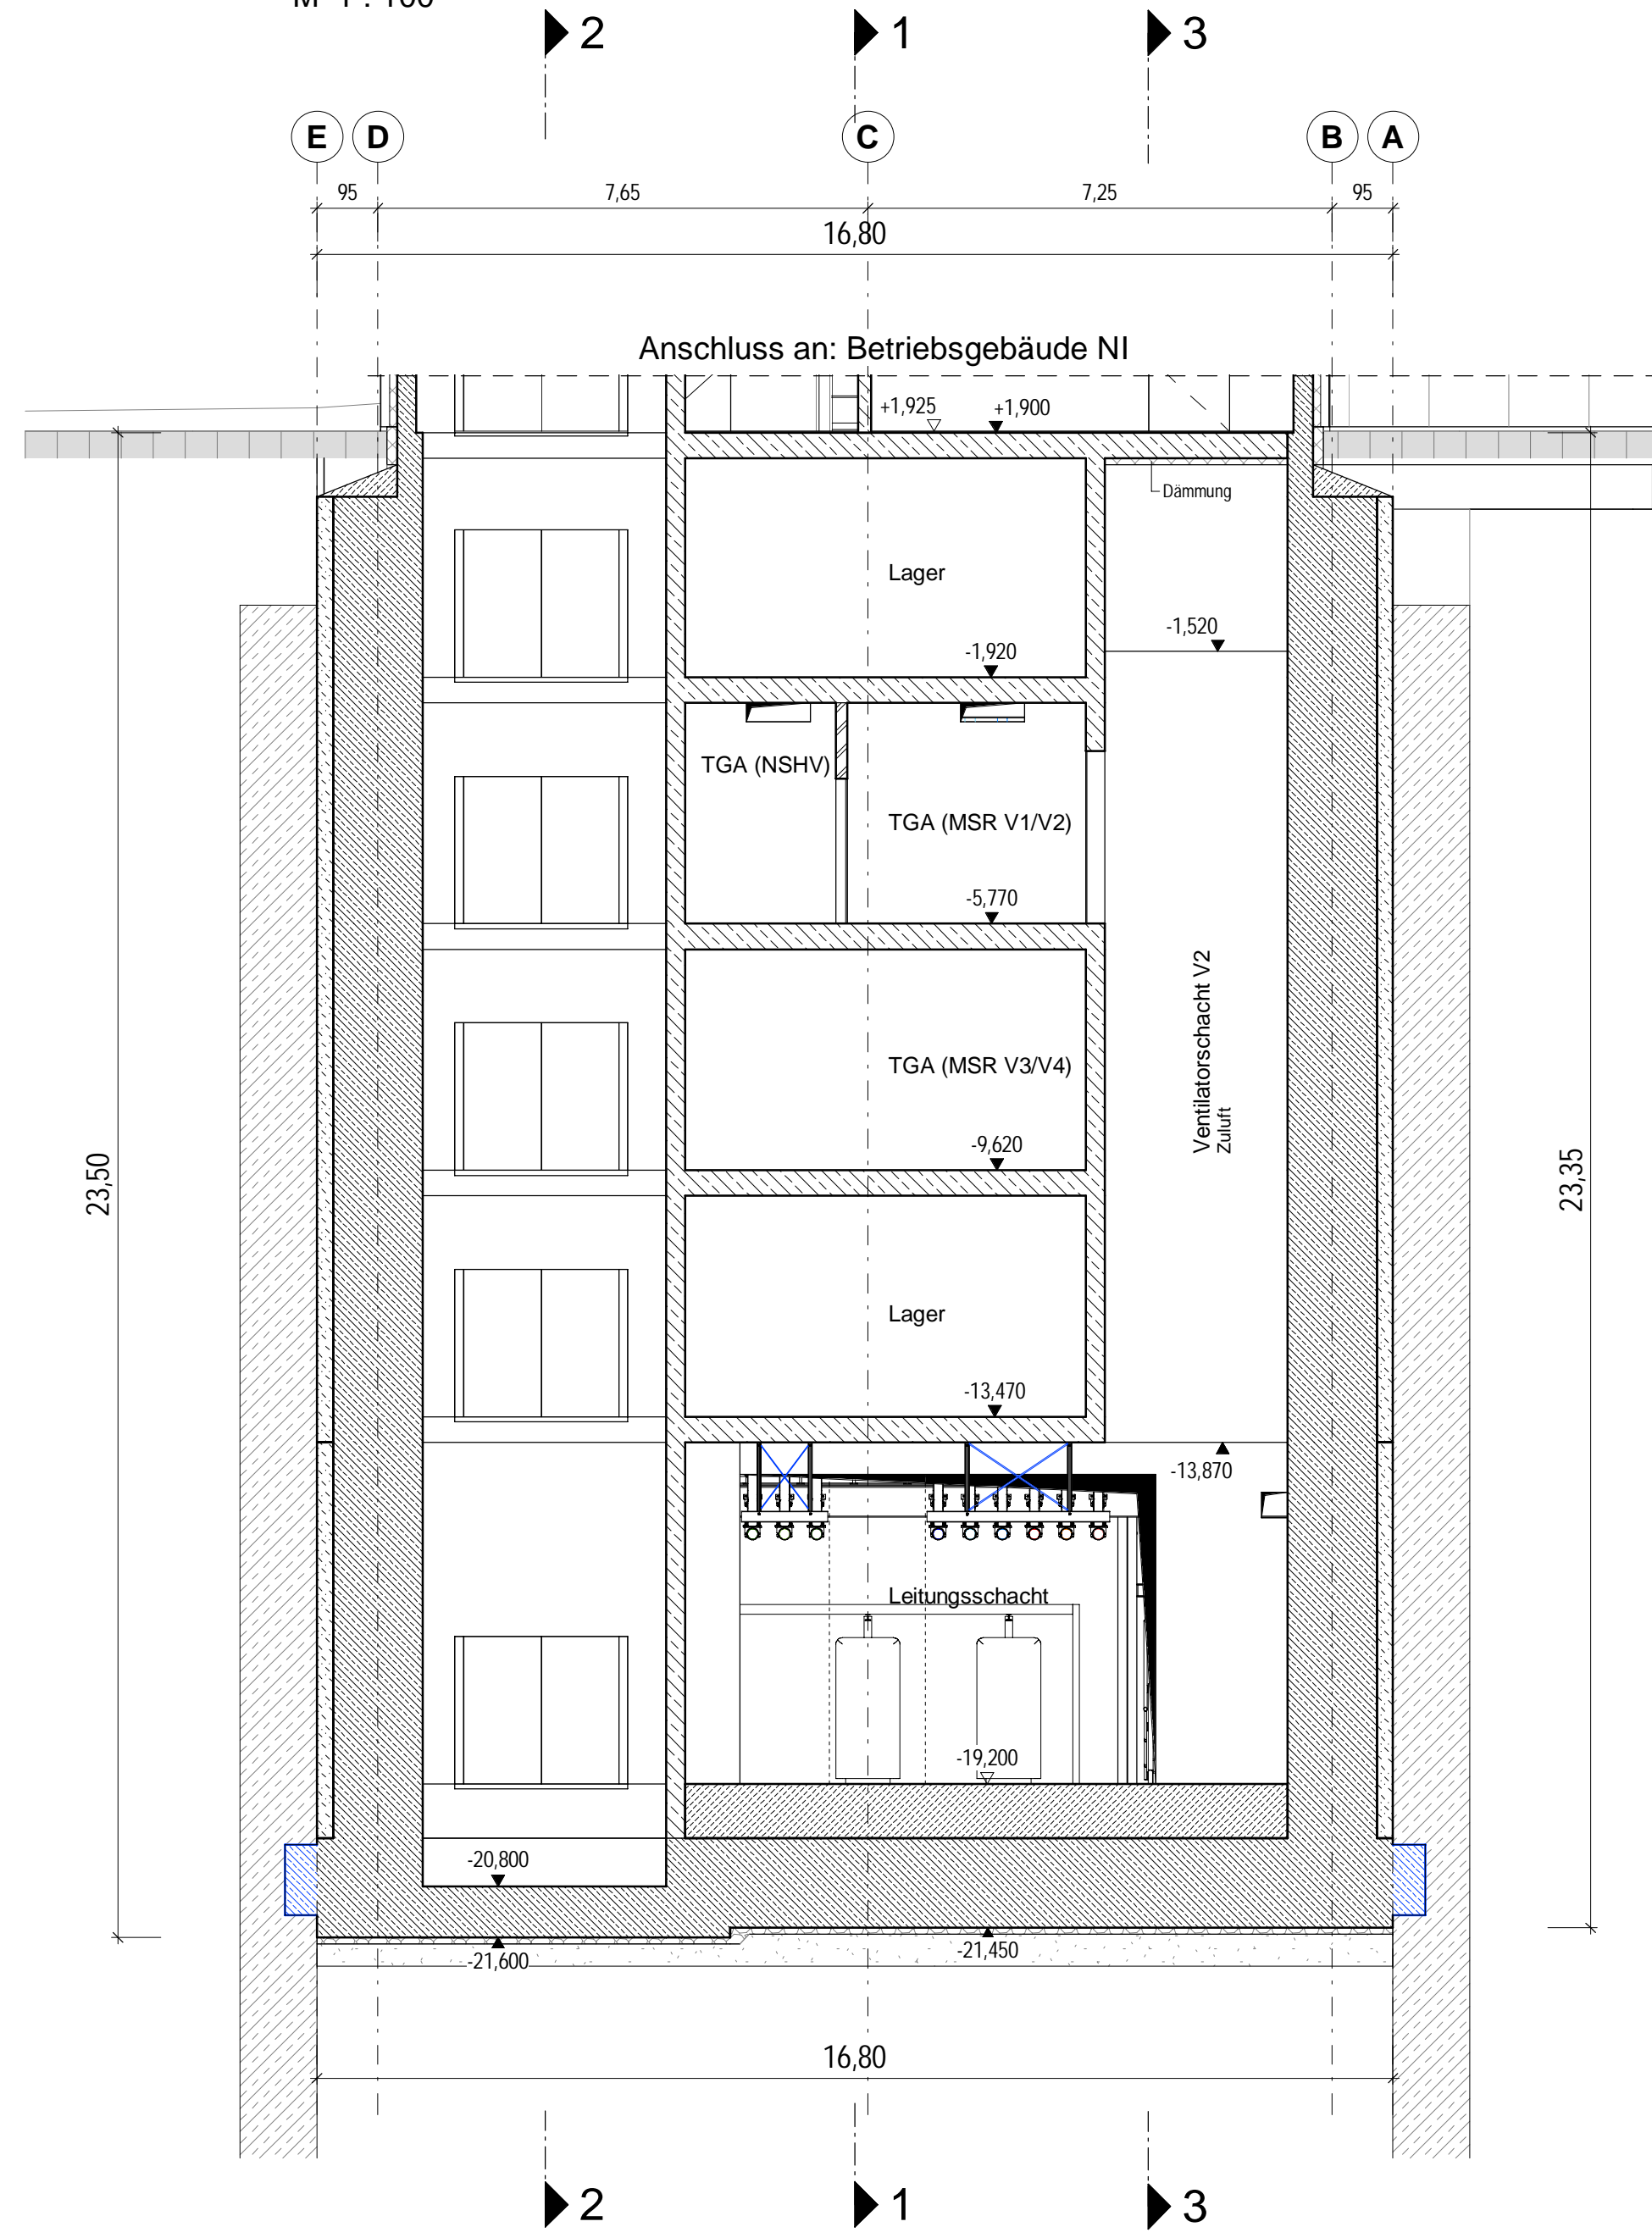 M 1 : 100
2 1 3
E D C B A
95 7,65 7,25 95
16,80
Anschluss an: Betriebsgebäude NI
+1,925 +1,900
Dämmung
Lager
-1,520
-1,920
TGA (NSHV)
TGA (MSR V1/V2)
-5,770
Ventilatorschacht V2
Zuluft
TGA (MSR V3/V4)
-9,620
23,50
23,35
Lager
-13,470
-13,870
Leitungsschacht
-19,200
-20,800
-21,600
-21,450
16,80
2 1 3